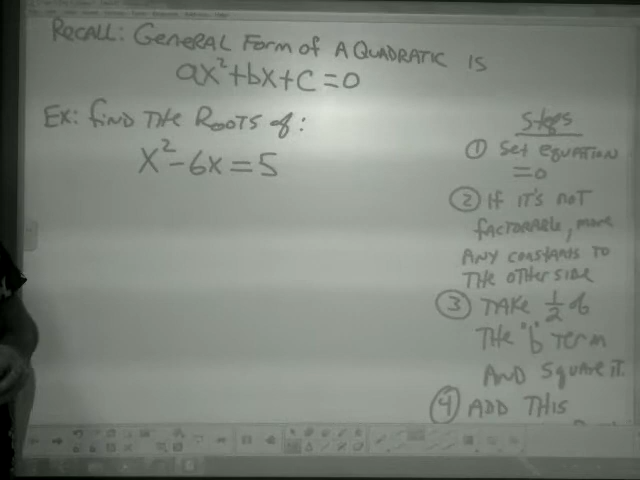 RECALL: GENERAL FORM OF A QUADRATIC IS
ax²+bx+c=0
EX: FIND THE ROOTS of:
x²-6x=5
Steps
① Set EQUATION
=0
② IF IT'S NOT
FACTORABLE, move
ANY CONSTANTS TO
THE OTHER SIDE
③ TAKE 1/2 of
THE "b" TERM
AND SQUARE IT.
④ ADD THIS